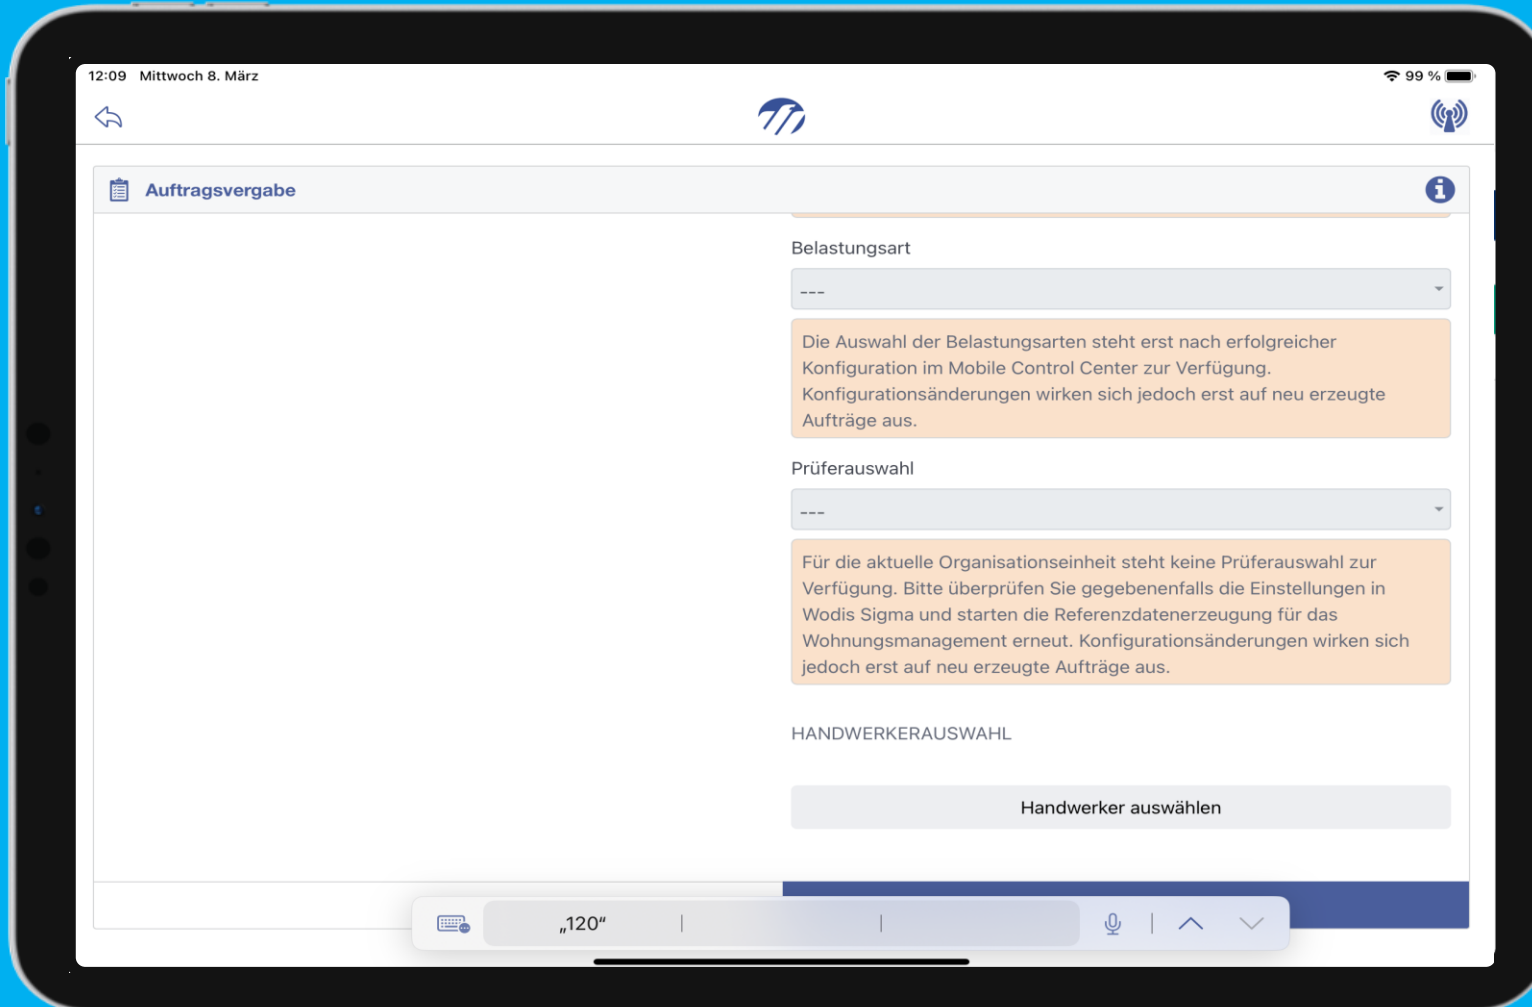 12:09 Mittwoch 8. März
99 %
Auftragsvergabe
Belastungsart
---
Die Auswahl der Belastungsarten steht erst nach erfolgreicher
Konfiguration im Mobile Control Center zur Verfügung.
Konfigurationsänderungen wirken sich jedoch erst auf neu erzeugte
Aufträge aus.
Prüferauswahl
---
Für die aktuelle Organisationseinheit steht keine Prüferauswahl zur
Verfügung. Bitte überprüfen Sie gegebenenfalls die Einstellungen in
Wodis Sigma und starten die Referenzdatenerzeugung für das
Wohnungsmanagement erneut. Konfigurationsänderungen wirken sich
jedoch erst auf neu erzeugte Aufträge aus.
HANDWERKERAUSWAHL
Handwerker auswählen
„120“